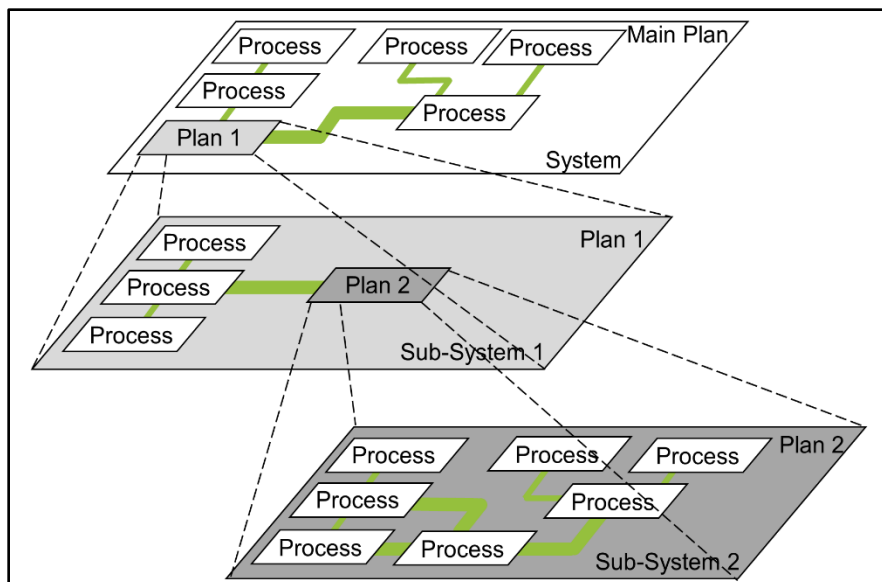 Process Process Process Main Plan
Process Process
Plan 1
System
Process Plan 1
Process Plan 2
Process
Sub-System 1
Process Process Process Plan 2
Process Process
Process Process
Sub-System 2